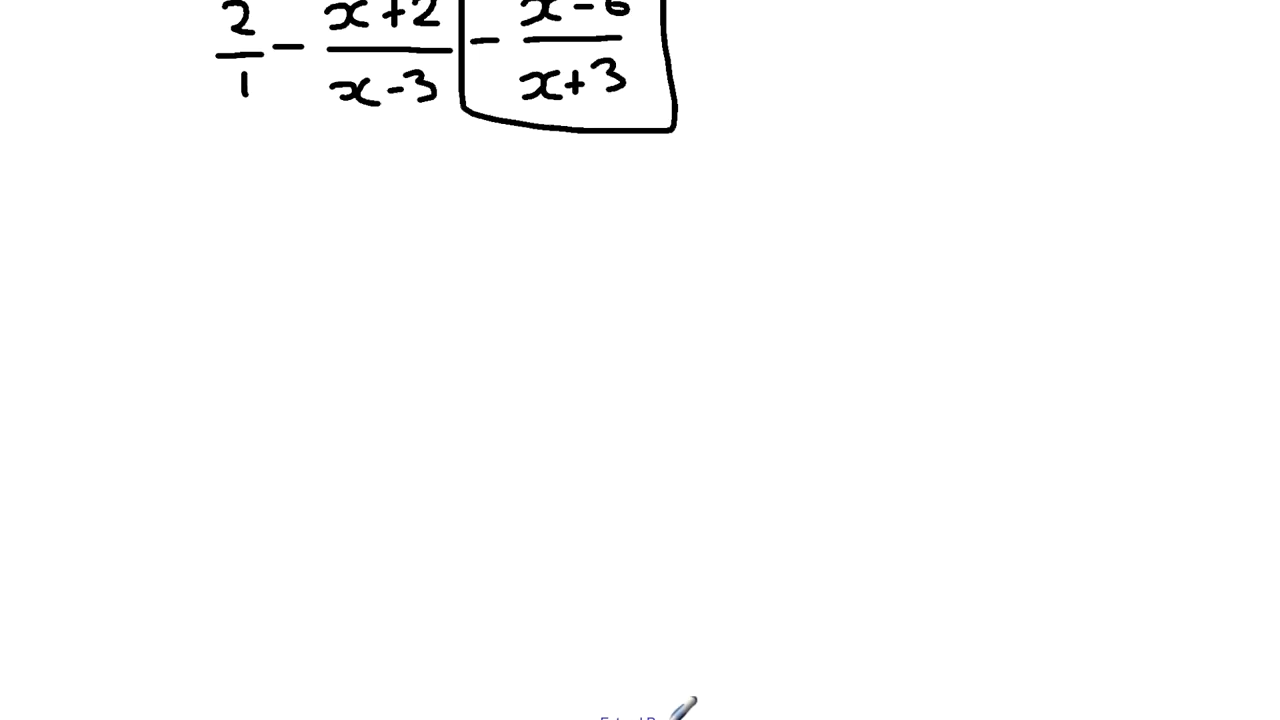 2/1 - x+2/x-3 - x-6/x+3